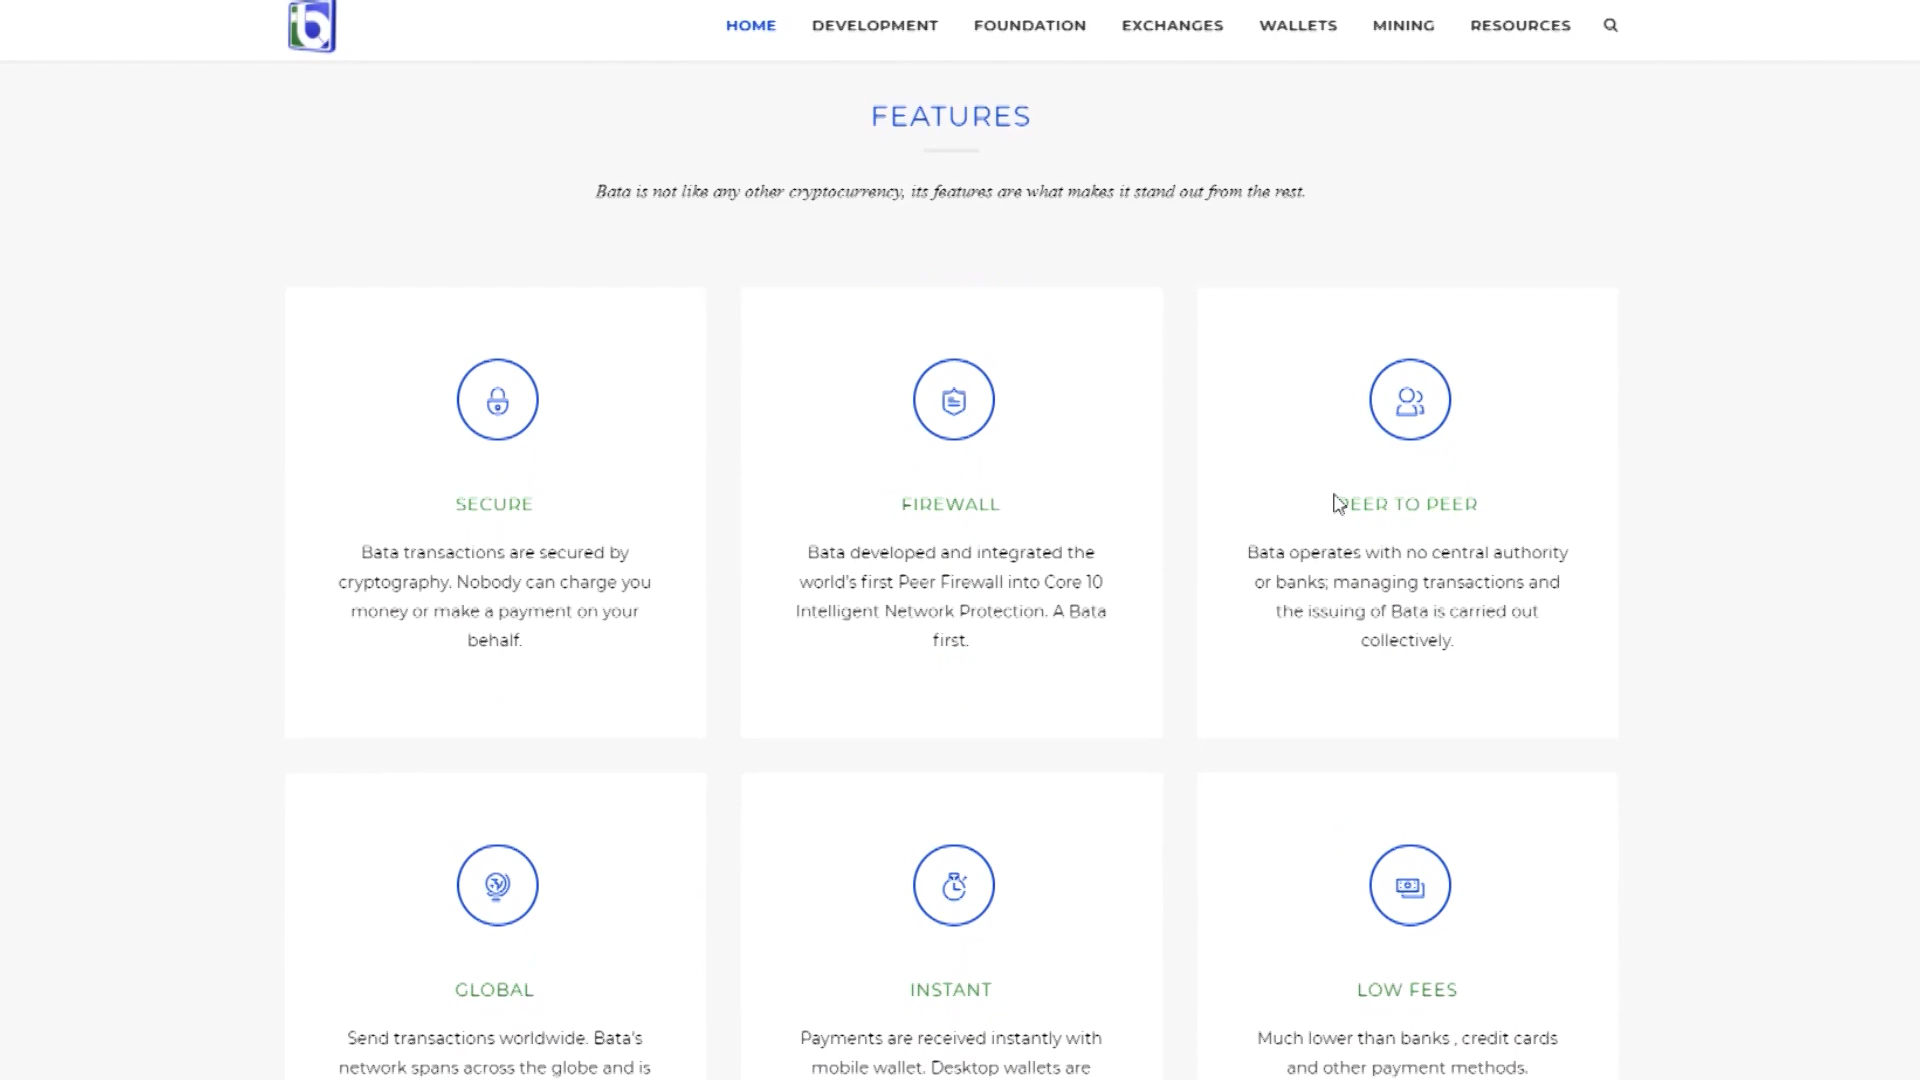 b
HOME DEVELOPMENT FOUNDATION EXCHANGES WALLETS MINING RESOURCES
FEATURES
Bata is not like any other cryptocurrency, its features are what makes it stand out from the rest.
SECURE
Bata transactions are secured by
cryptography. Nobody can charge you
money or make a payment on your
behalf.
FIREWALL
Bata developed and integrated the
world's first Peer Firewall into Core 10
Intelligent Network Protection. A Bata
first.
PEER TO PEER
Bata operates with no central authority
or banks; managing transactions and
the issuing of Bata is carried out
collectively.
GLOBAL
Send transactions worldwide. Bata's
network spans across the globe and is
INSTANT
Payments are received instantly with
mobile wallet. Desktop wallets are
LOW FEES
Much lower than banks , credit cards
and other payment methods.